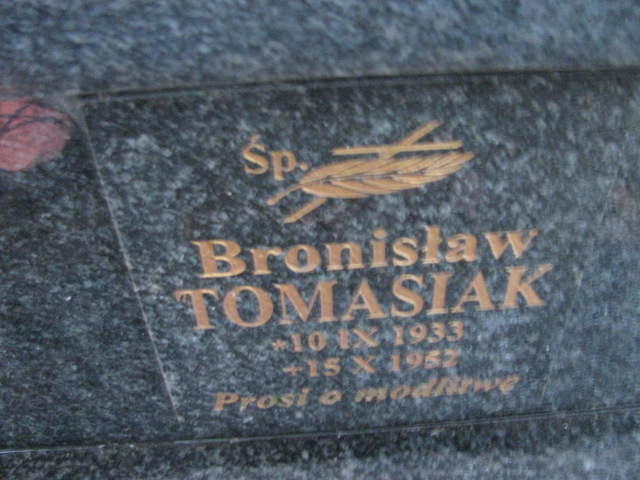 Śp.
Bronisław
TOMASIAK
+10 IX 1933
+15 X 1952
Prosi o modlitwę